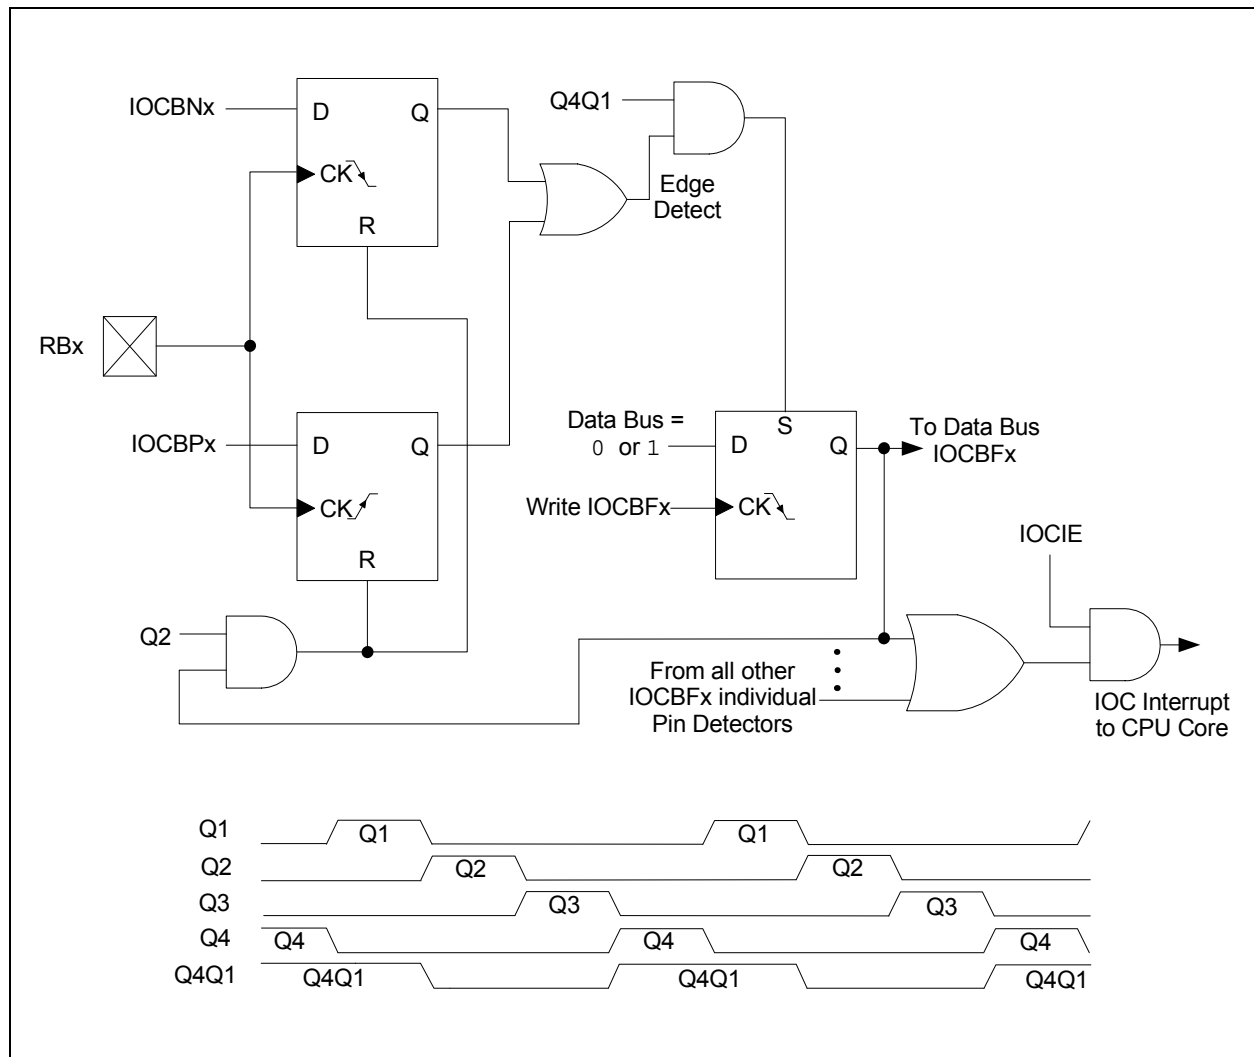 IOCBNx
D
Q
CK
R
Q4Q1
Edge
Detect
RBx
IOCBPx
D
Q
CK
R
Data Bus =
0 or 1
D
S
Q
To Data Bus
IOCBFx
Write IOCBFx
CK
IOCIE
Q2
From all other
IOCBFx individual
Pin Detectors
IOC Interrupt
to CPU Core
Q1 Q1 Q1
Q2 Q2 Q2
Q3 Q3 Q3
Q4 Q4 Q4 Q4
Q4Q1 Q4Q1 Q4Q1 Q4Q1